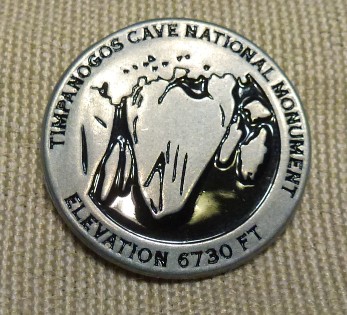 TIMPANOGOS CAVE NATIONAL MONUMENT
ELEVATION 6730 FT